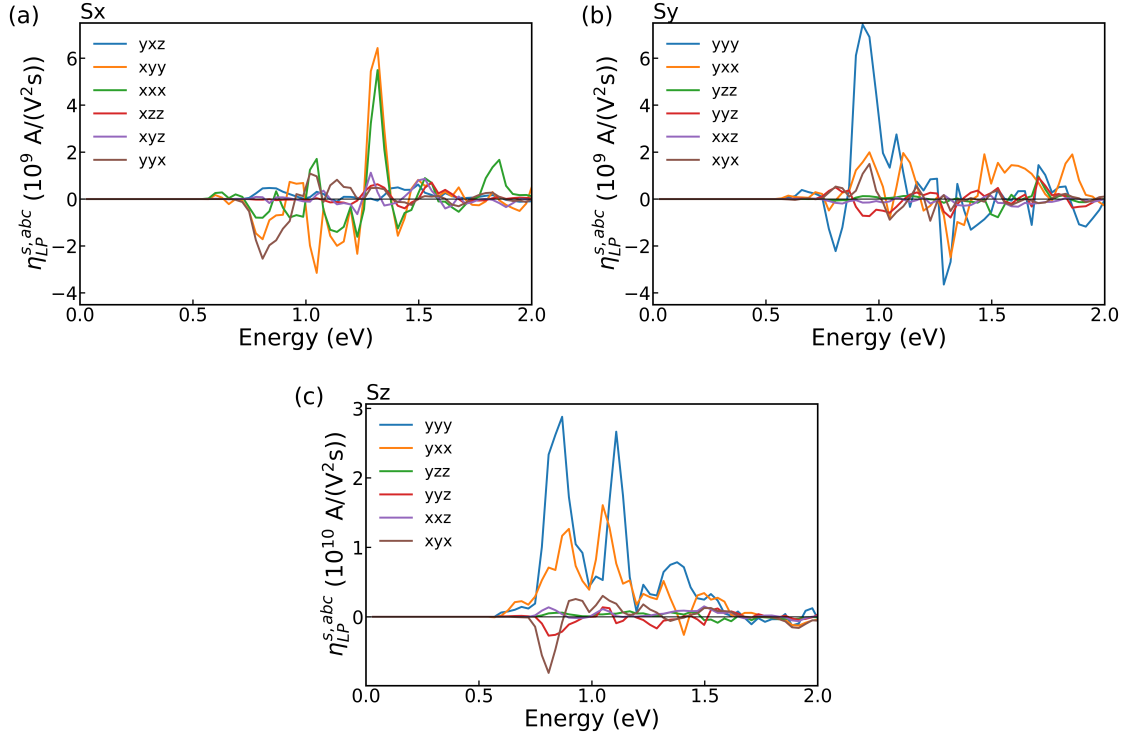 (a)
Sx
yxz
xyy
xxx
xzz
xyz
yyx
6
4
2
0
−2
−4
η_{LP}^{s,abc} (10^9 A/(V^2s))
0.0 0.5 1.0 1.5 2.0
Energy (eV)
(b)
Sy
yyy
yxx
yzz
yyz
xxz
xyx
6
4
2
0
−2
−4
η_{LP}^{s,abc} (10^9 A/(V^2s))
0.0 0.5 1.0 1.5 2.0
Energy (eV)
(c)
Sz
yyy
yxx
yzz
yyz
xxz
xyx
3
2
1
0
η_{LP}^{s,abc} (10^{10} A/(V^2s))
0.0 0.5 1.0 1.5 2.0
Energy (eV)